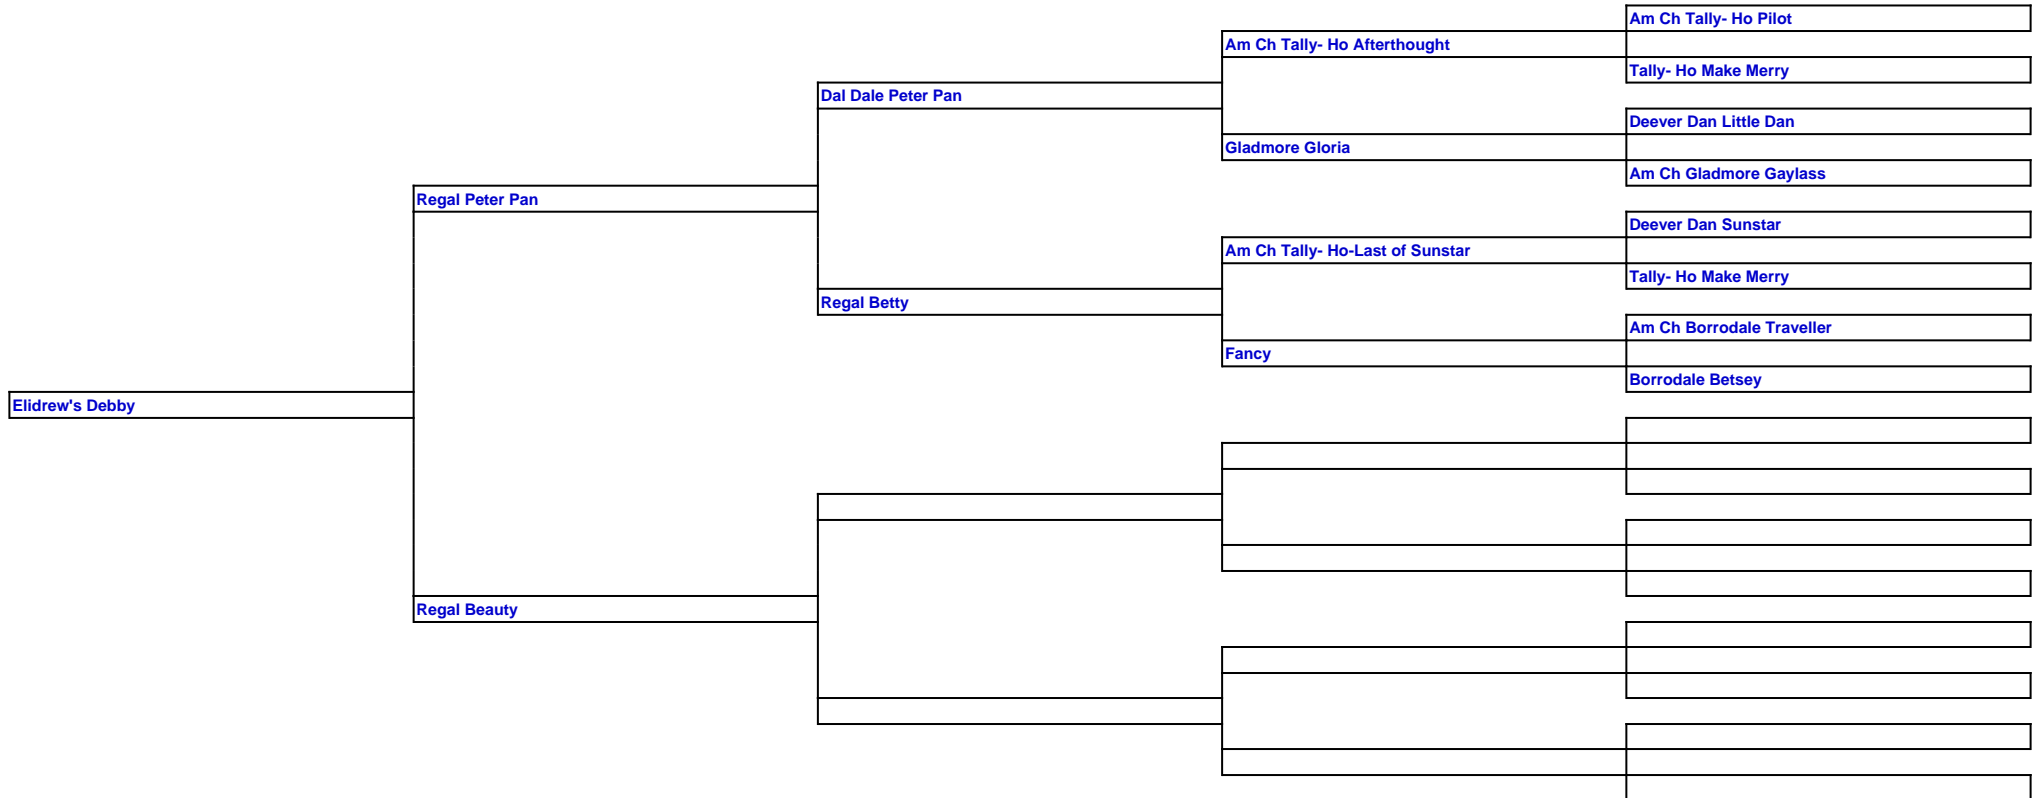 Am Ch Tally- Ho Pilot
Am Ch Tally- Ho Afterthought
Tally- Ho Make Merry
Dal Dale Peter Pan
Deever Dan Little Dan
Gladmore Gloria
Am Ch Gladmore Gaylass
Regal Peter Pan
Deever Dan Sunstar
Am Ch Tally- Ho-Last of Sunstar
Tally- Ho Make Merry
Regal Betty
Am Ch Borrodale Traveller
Fancy
Borrodale Betsey
Elidrew's Debby
Regal Beauty